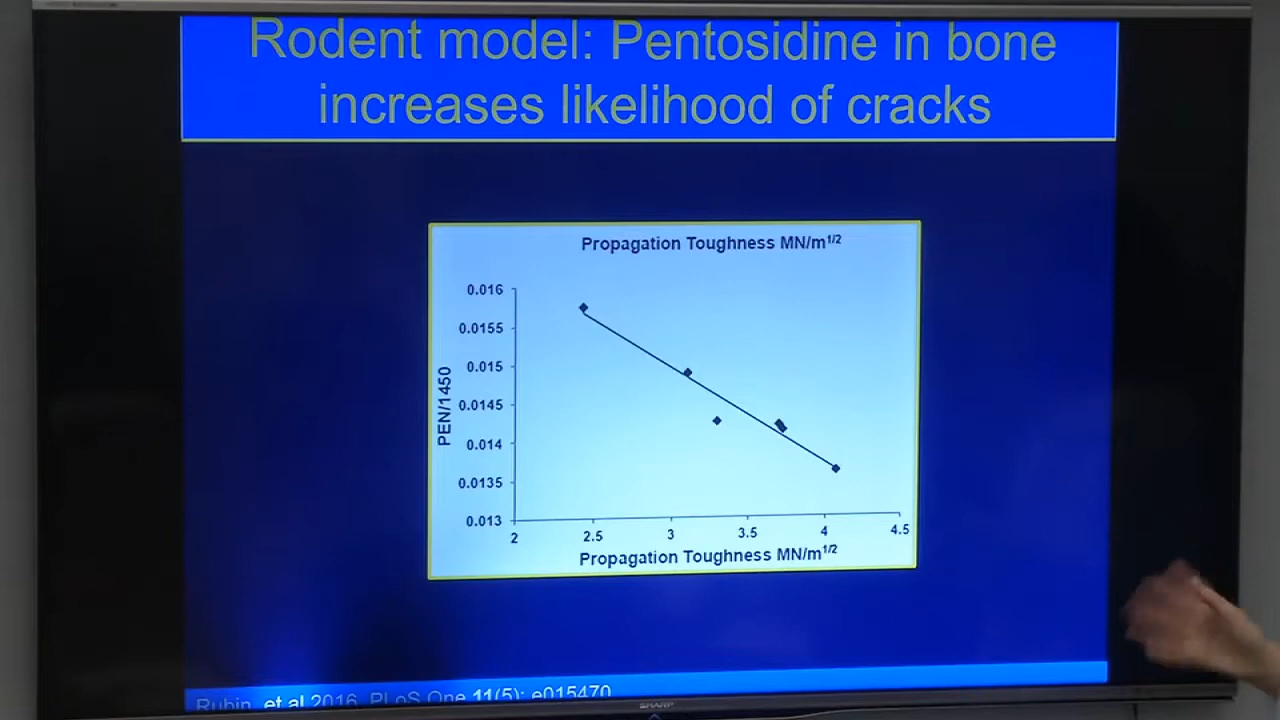 Rodent model: Pentosidine in bone
increases likelihood of cracks
Propagation Toughness MN/m1/2
0.016
0.0155
0.015
0.0145
0.014
0.0135
0.013
PEN/1450
2 2.5 3 3.5 4 4.5
Propagation Toughness MN/m1/2
Rubin, et al 2016 PLoS One 11(5): e015470
SHARP